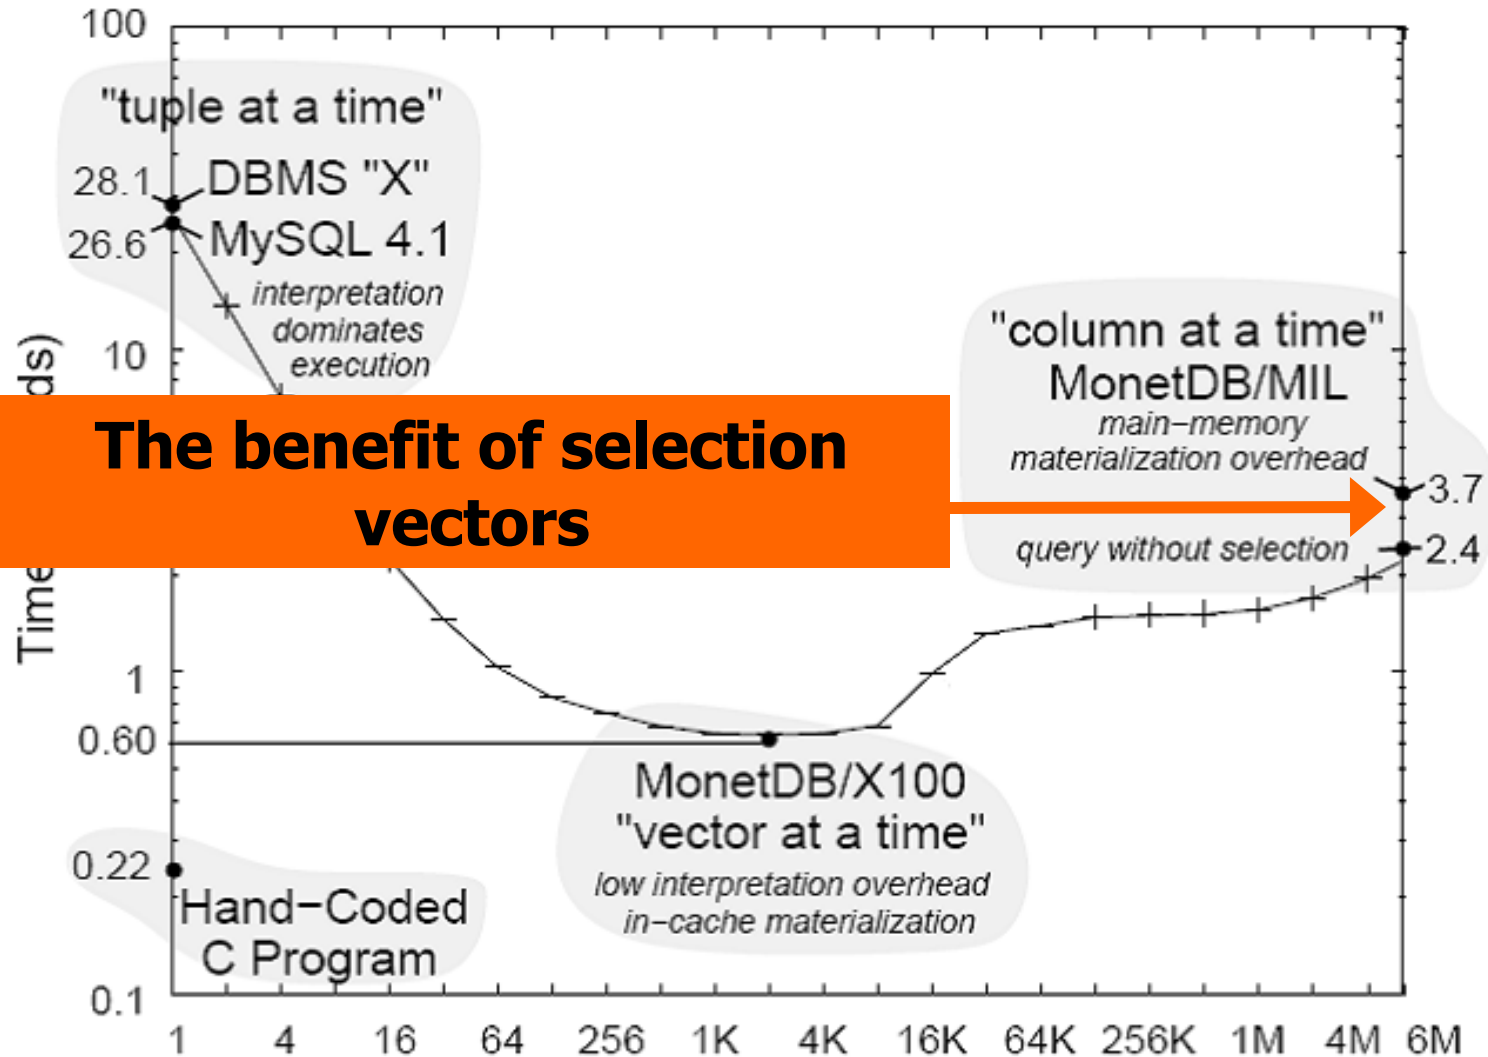 100
"tuple at a time"
28.1
DBMS "X"
26.6
MySQL 4.1
interpretation
dominates
execution
10
"column at a time"
MonetDB/MIL
main−memory
materialization overhead
3.7
query without selection
2.4
The benefit of selection
vectors
Time
ds)
1
0.60
MonetDB/X100
"vector at a time"
low interpretation overhead
in−cache materialization
0.22
Hand−Coded
C Program
0.1
1 4 16 64 256 1K 4K 16K 64K 256K 1M 4M 6M